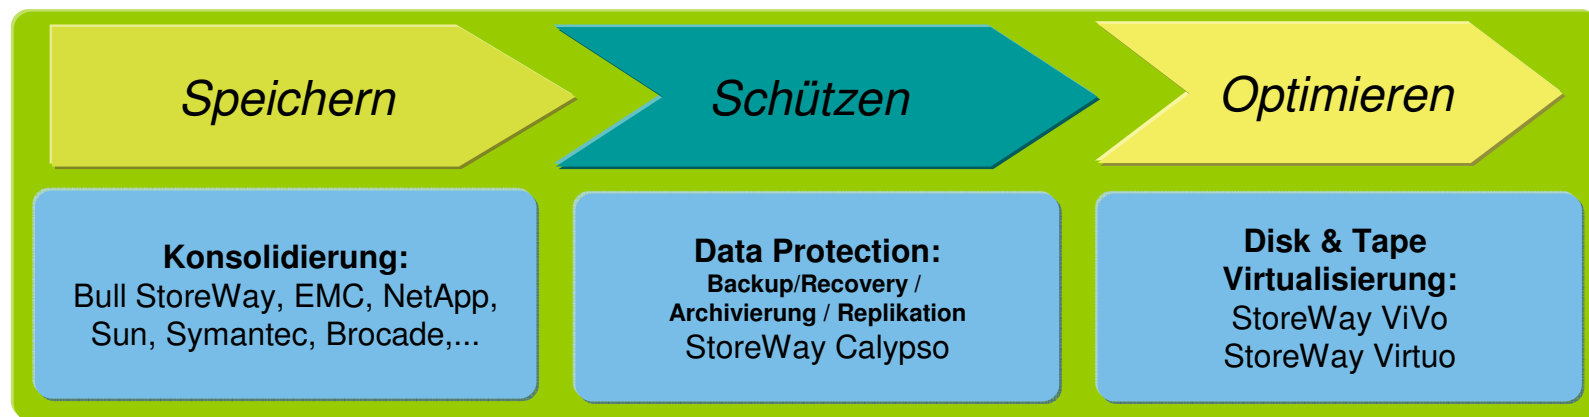 Speichern
Schützen
Optimieren
Konsolidierung:
Bull StoreWay, EMC, NetApp,
Sun, Symantec, Brocade,...
Data Protection:
Backup/Recovery /
Archivierung / Replikation
StoreWay Calypso
Disk & Tape
Virtualisierung:
StoreWay ViVo
StoreWay Virtuo